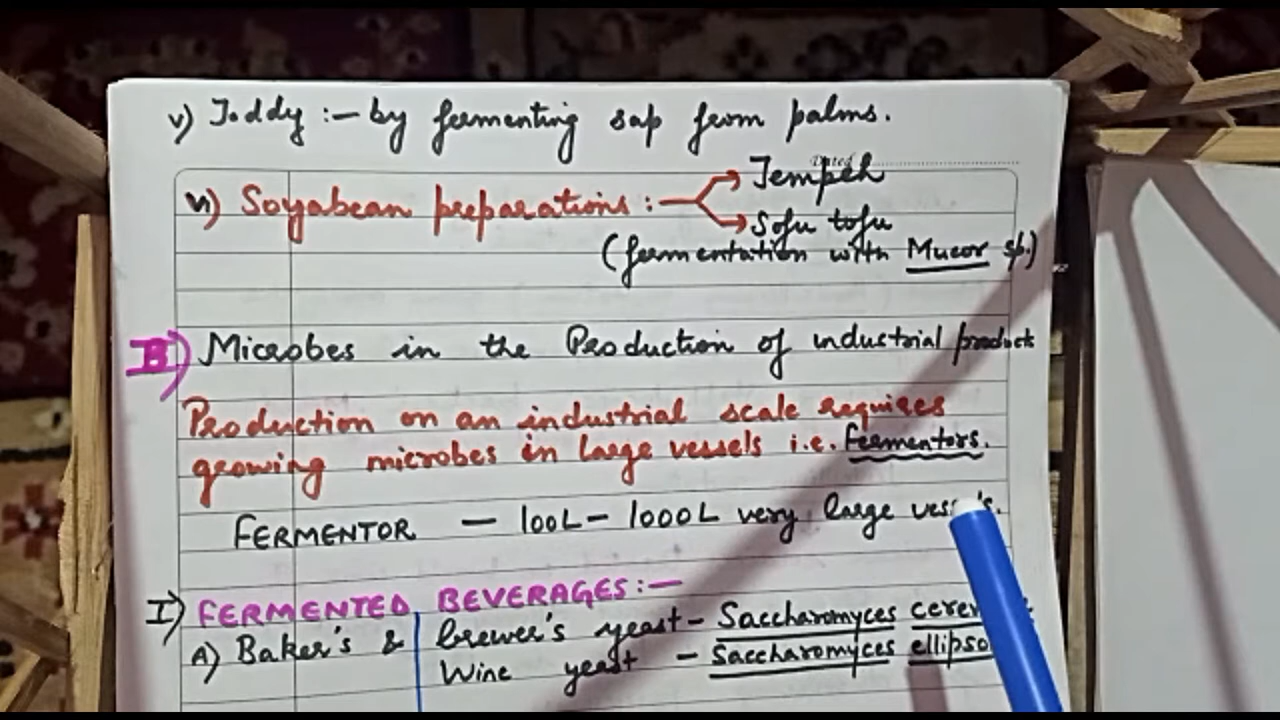 v) Toddy :– by fermenting sap from palms.
Dated
vi) Soyabean preparations :–
Tempeh
Sofu tofu
(fermentation with Mucor sp.)
B) Microbes in the Production of industrial product
Production on an industrial scale requires
growing microbes in large vessels i.e. fermentors.
FERMENTOR – 100L – 1000L very large
I) FERMENTED BEVERAGES :–
A) Baker's & brewer's yeast – Saccharomyces
Wine yeast – Saccharomyces